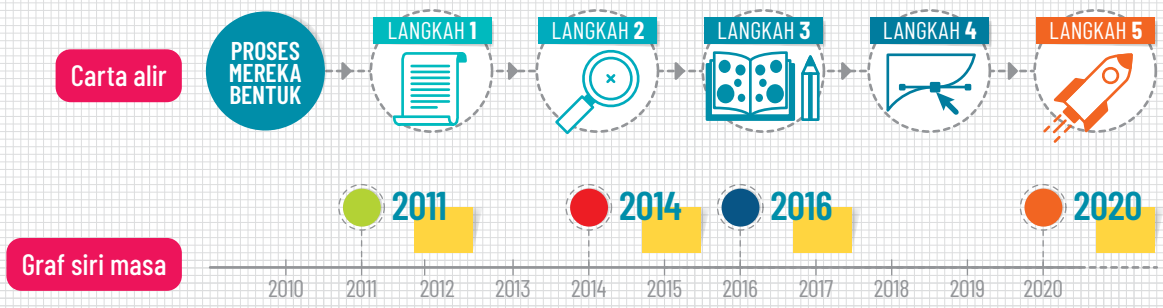 Carta alir
PROSES
MEREKA
BENTUK
LANGKAH 1
LANGKAH 2
LANGKAH 3
LANGKAH 4
LANGKAH 5
2011
2014
2016
2020
Graf siri masa
2010 2011 2012 2013 2014 2015 2016 2017 2018 2019 2020